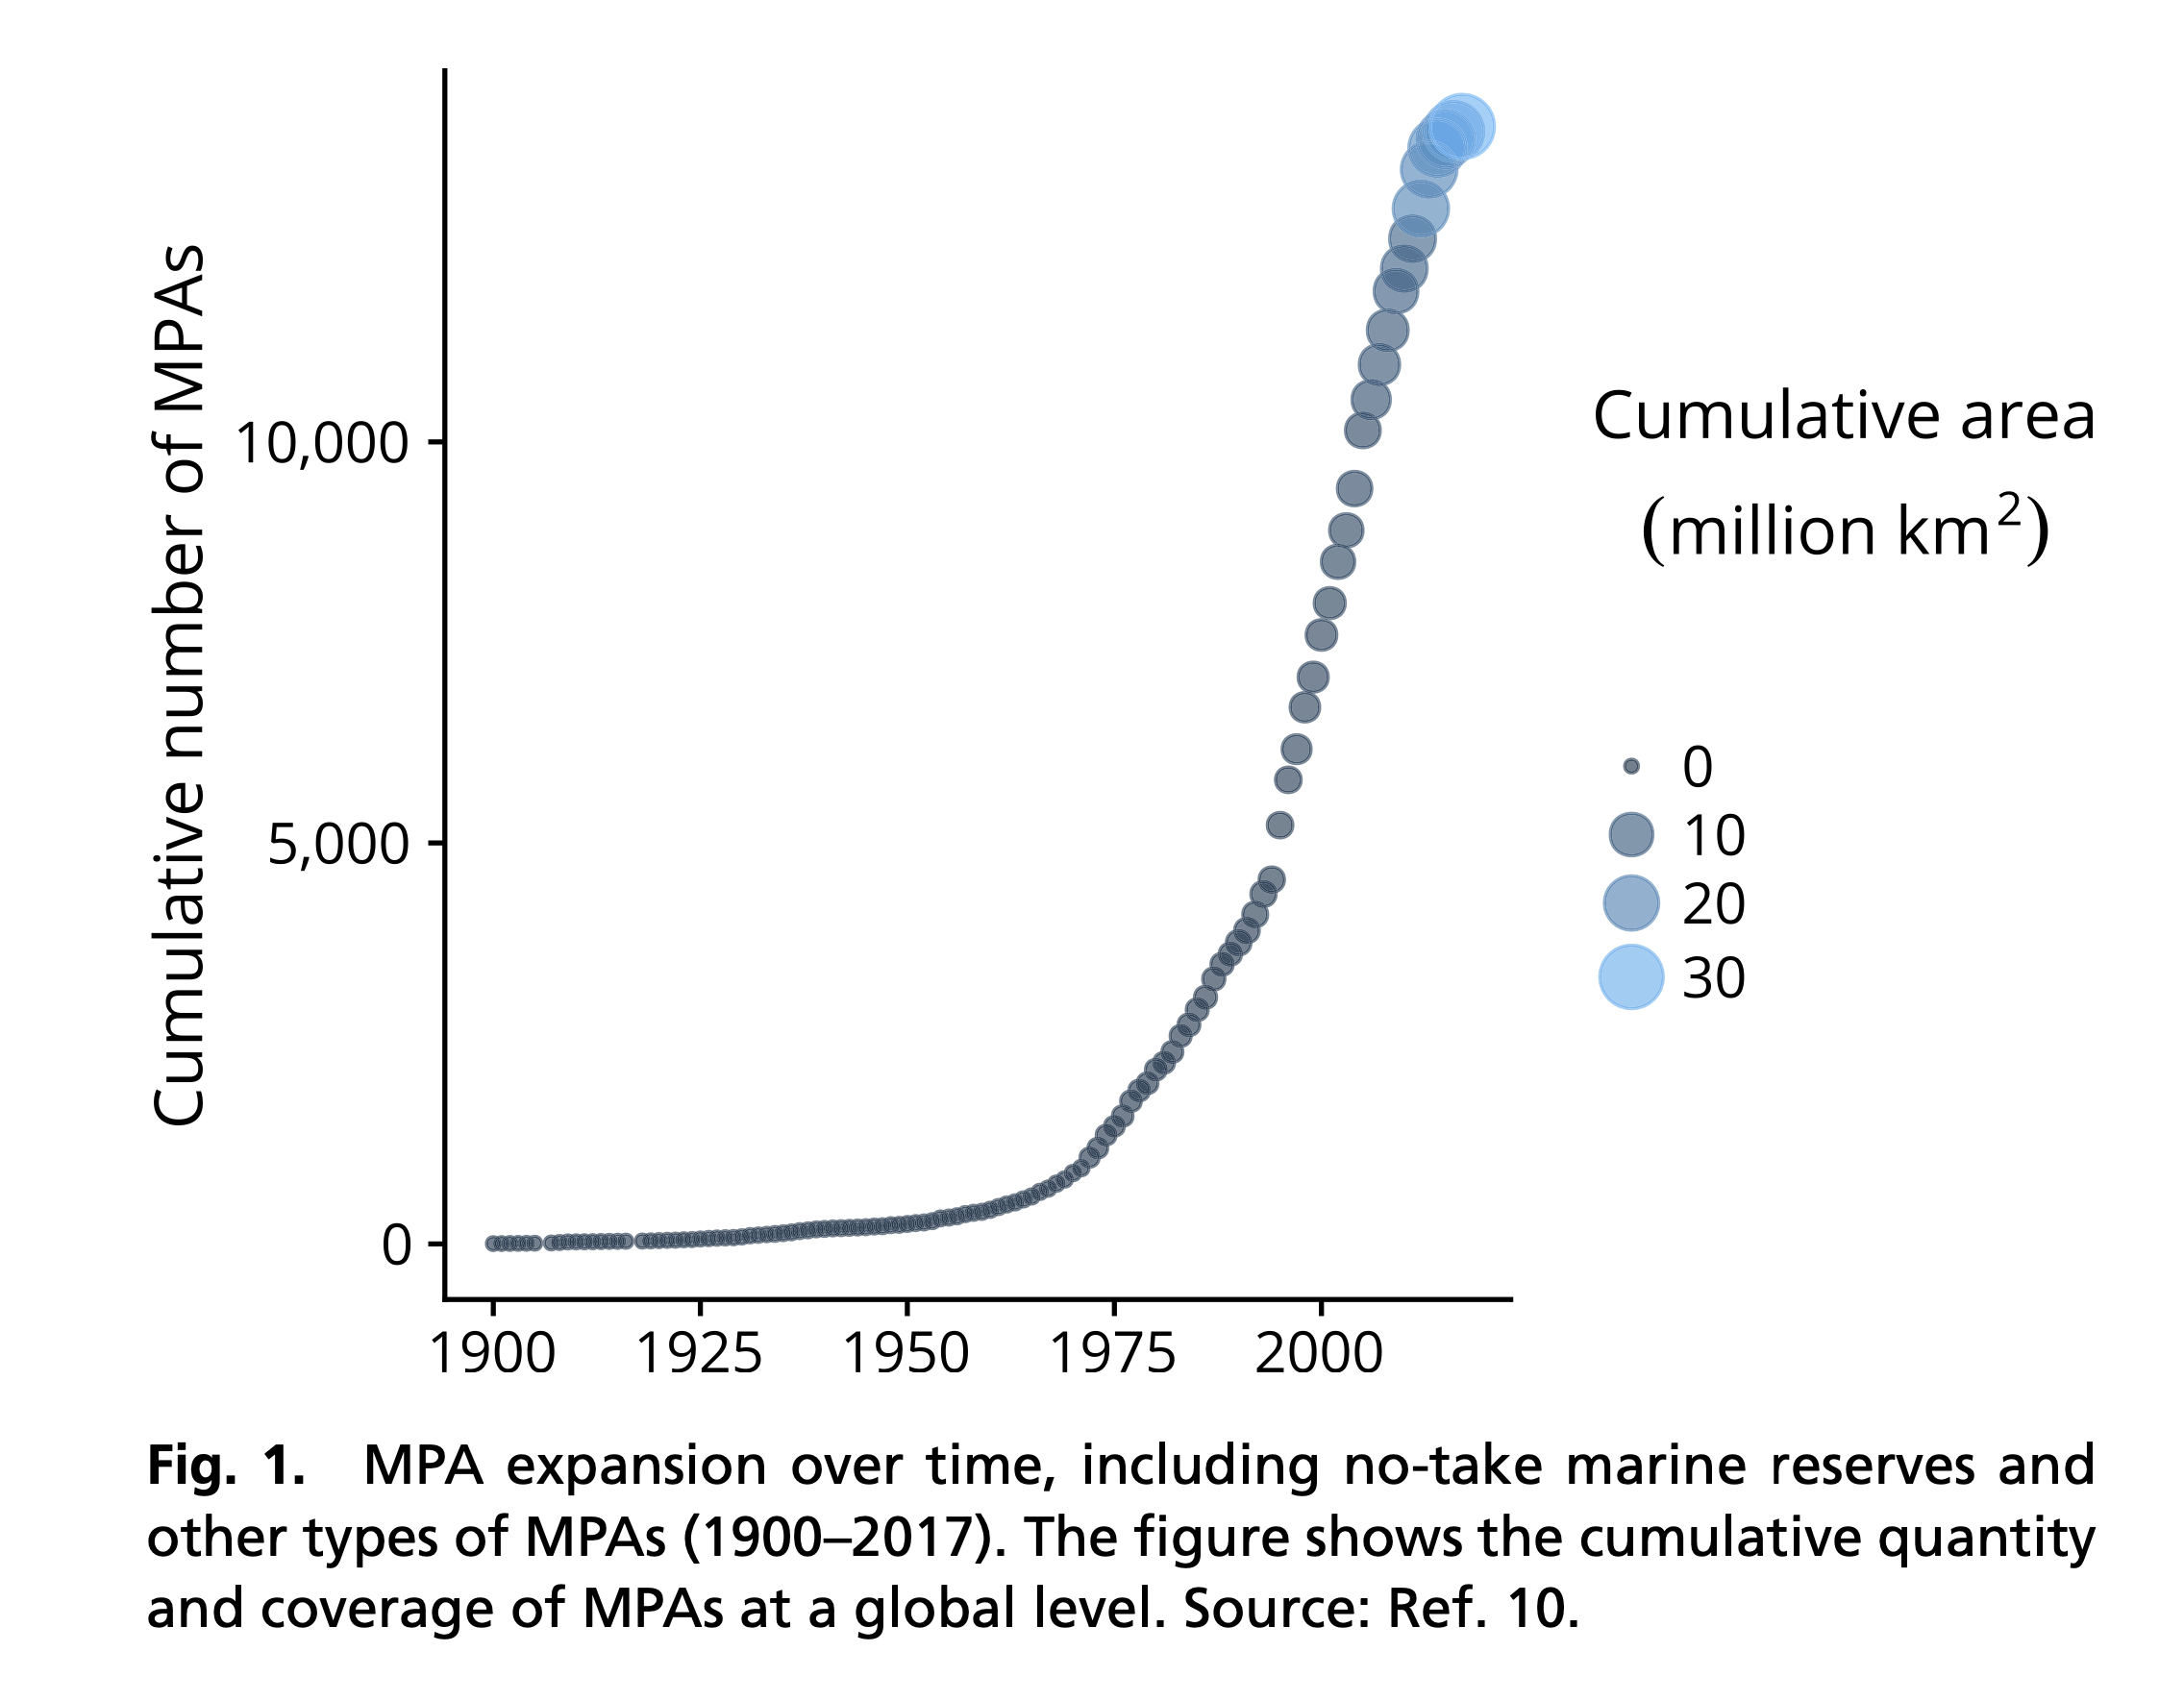 Cumulative number of MPAs
10,000
5,000
0
1900 1925 1950 1975 2000
Cumulative area
(million km²)
0
10
20
30
Fig. 1. MPA expansion over time, including no-take marine reserves and
other types of MPAs (1900–2017). The figure shows the cumulative quantity
and coverage of MPAs at a global level. Source: Ref. 10.